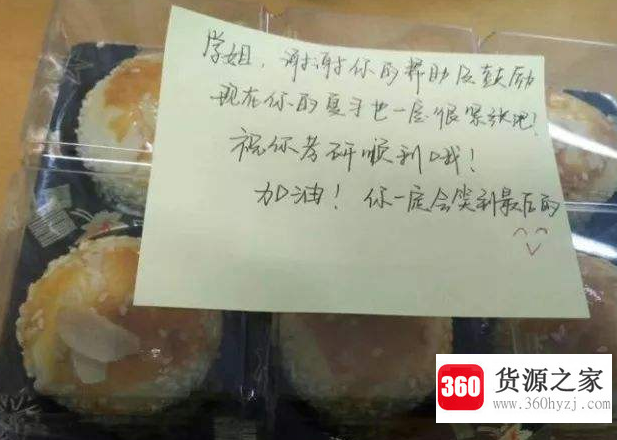 学姐，谢谢你的帮助及鼓励
现在你的复习也一定很紧张吧！
祝你考研顺利哦！
加油！你一定会笑到最后的
360 货源之家
www.360hyzj.com